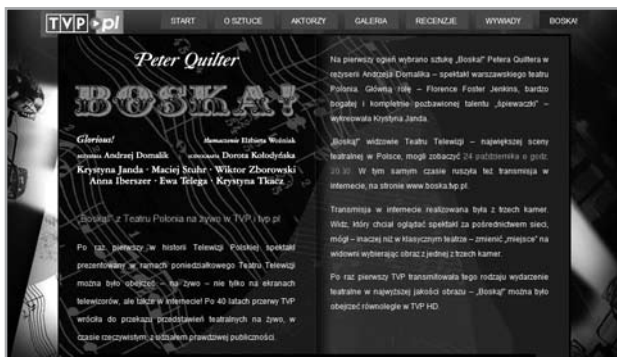 TVP pl
START O SZTUCE AKTORZY GALERIA RECENZJE WYWIADY BOSKA!
Peter Quilter
BOSKA!
Glorious! tłumaczenie Elżbieta Woźniak
reżyseria Andrzej Domalik scenografia Dorota Kołodyńska
Krystyna Janda · Maciej Stuhr · Wiktor Zborowski
Anna Iberszer · Ewa Telega · Krystyna Tkacz
„Boska!" z Teatru Polonia na żywo w TVP i tvp.pl
Po raz pierwszy w historii Telewizji Polskiej spektakl
prezentowany w ramach poniedziałkowego Teatru Telewizji
można było obejrzeć – na żywo – nie tylko na ekranach
telewizorów, ale także w Internecie! Po 40 latach przerwy TVP
wróciła do przekazu przedstawień teatralnych na żywo, w
czasie rzeczywistym, z udziałem prawdziwej publiczności.
Na pierwszy ogień wybrano sztukę „Boska!" Petera Quiltera w
reżyserii Andrzeja Domalika – spektakl warszawskiego teatru
Polonia. Główną rolę – Florence Foster Jenkins, bardzo
bogatej i kompletnie pozbawionej talentu „śpiewaczki" –
wykreowała Krystyna Janda.
„Boską!" widzowie Teatru Telewizji – największej sceny
teatralnej w Polsce, mogli zobaczyć 24 października o godz.
W tym samym czasie ruszyła też transmisja w
internecie, na stronie www.boska.tvp.pl.
Transmisja w internecie realizowana była z trzech kamer.
Widz, który chciał oglądać spektakl za pośrednictwem sieci,
mógł – inaczej niż w klasycznym teatrze – zmienić „miejsce" na
widowni wybierając obraz z jednej z trzech kamer.
Po raz pierwszy TVP transmitowała tego rodzaju wydarzenie
teatralne w najwyższej jakości obrazu – „Boską!" można było
obejrzeć równolegle w TVP HD.